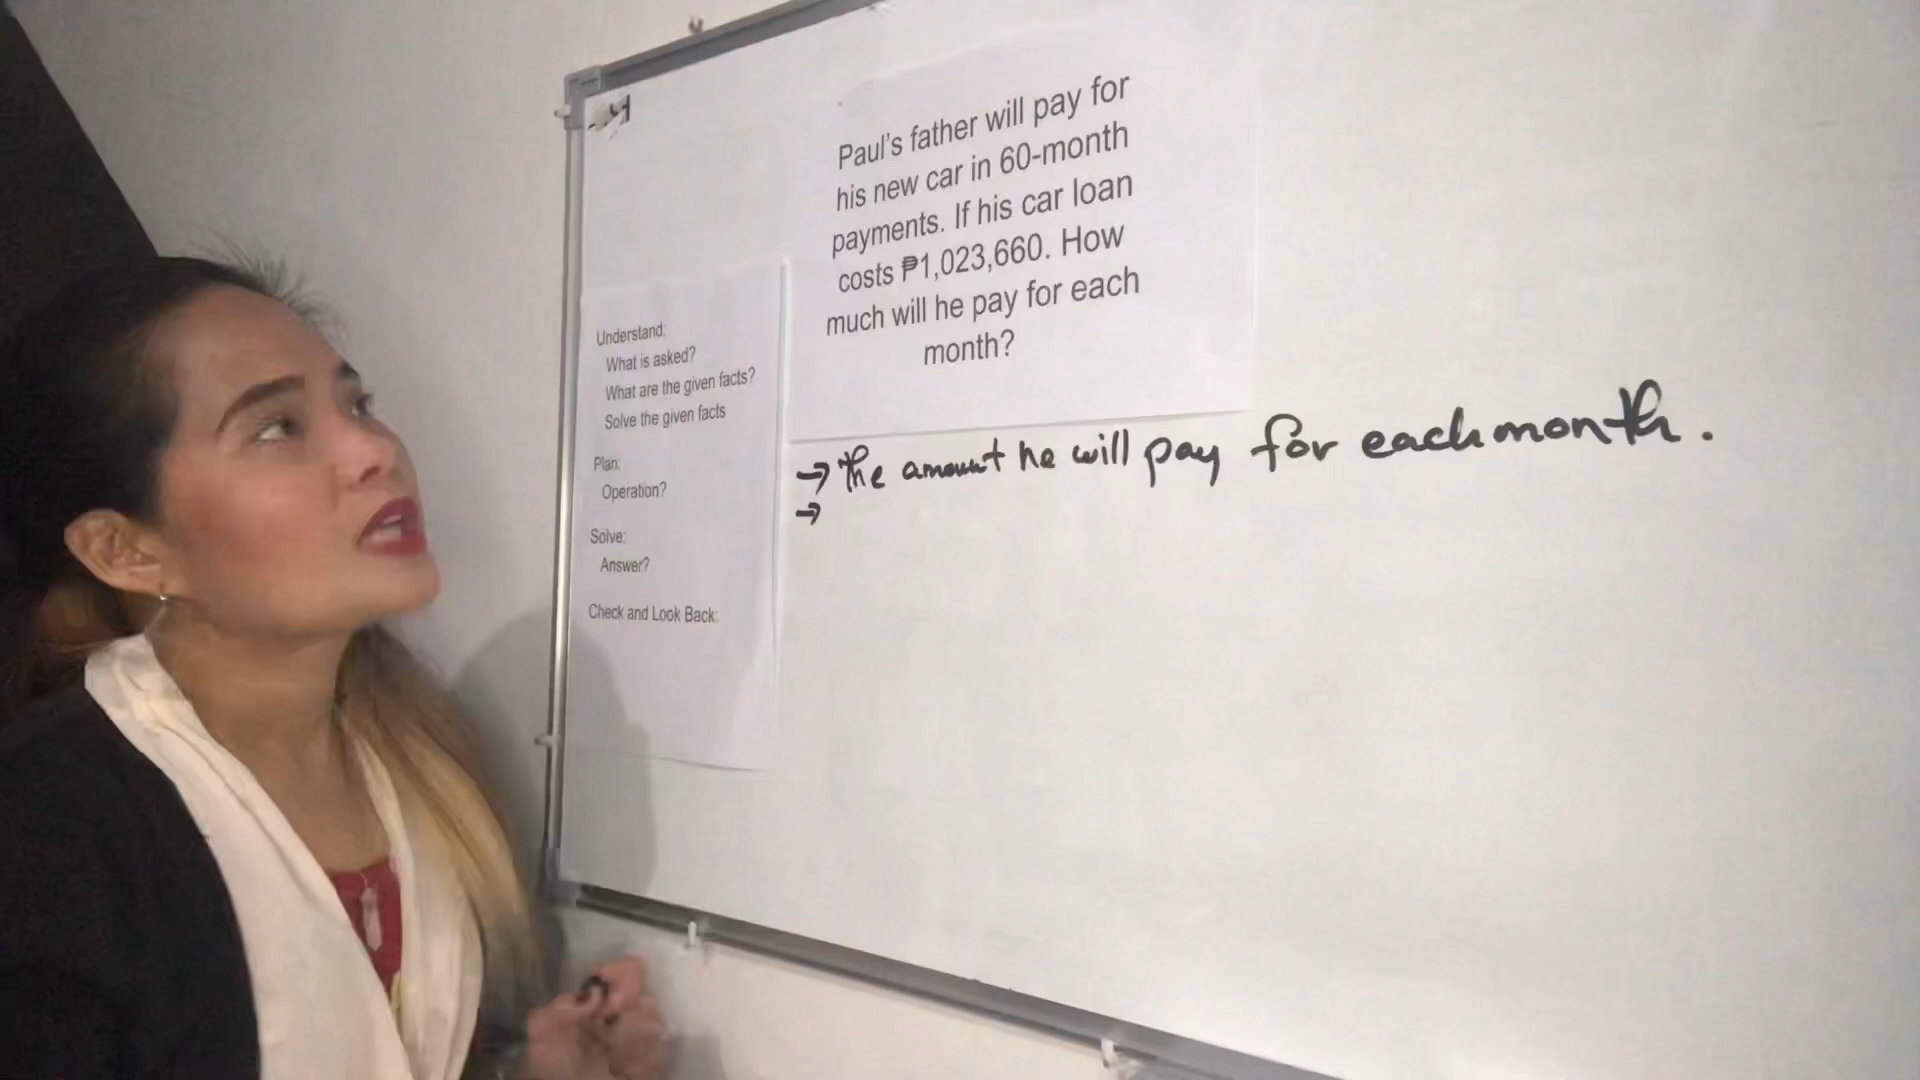 Paul's father will pay for
his new car in 60-month
payments. If his car loan
costs ₱1,023,660. How
much will he pay for each
month?
Understand:
What is asked?
What are the given facts?
Solve the given facts
Plan:
Operation?
Solve:
Answer?
Check and Look Back:
→ the amount he will pay for each month.
→